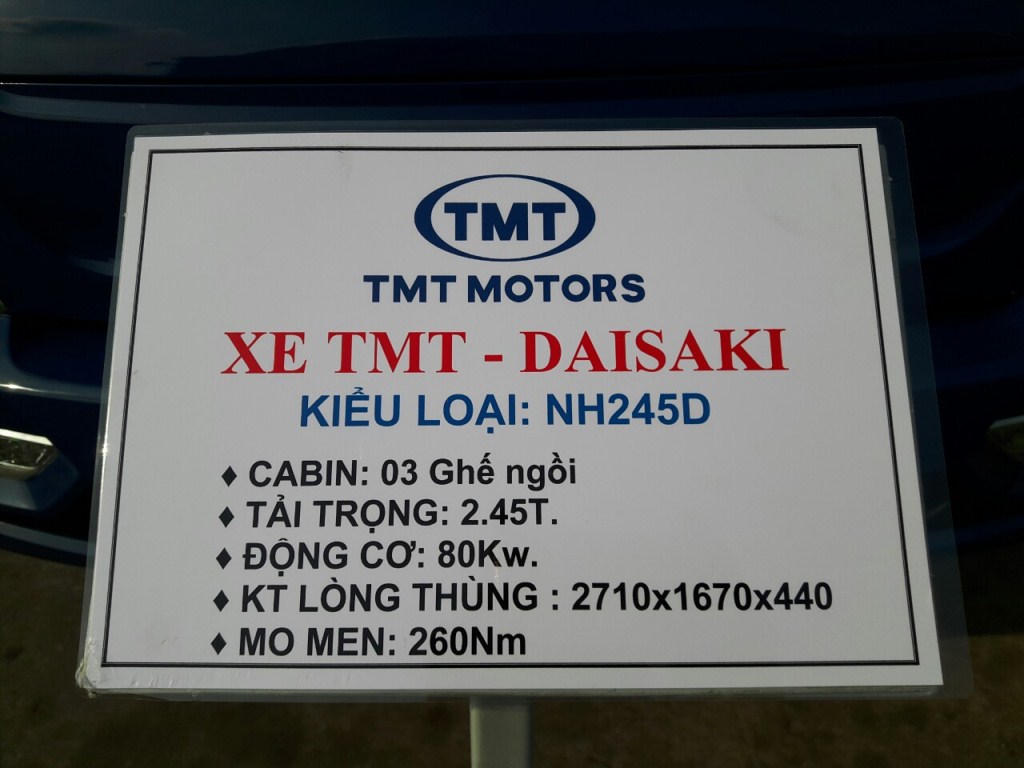 TMT
TMT MOTORS
XE TMT - DAISAKI
KIỂU LOẠI: NH245D
♦ CABIN: 03 Ghế ngồi
♦ TẢI TRỌNG: 2.45T.
♦ ĐỘNG CƠ: 80Kw.
♦ KT LÒNG THÙNG : 2710x1670x440
♦ MO MEN: 260Nm